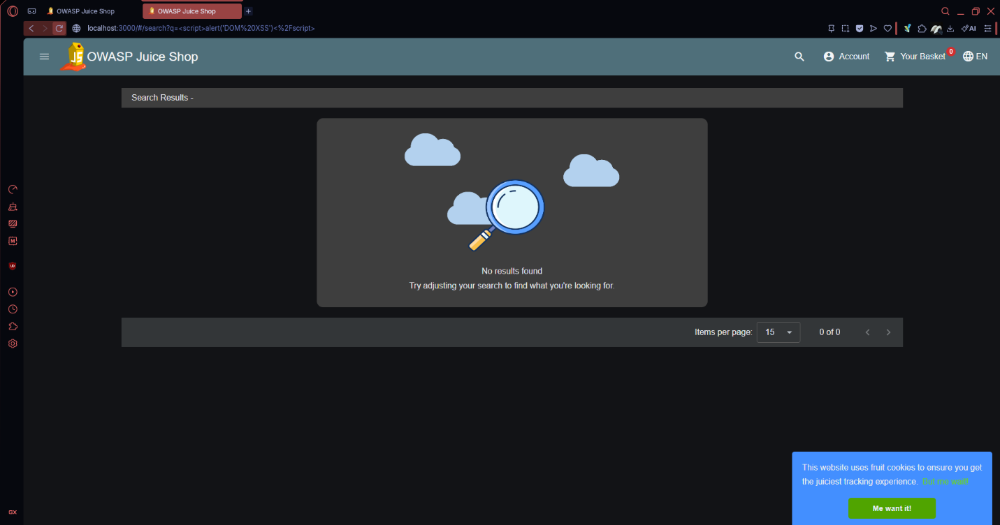 OWASP Juice Shop
OWASP Juice Shop
localhost:3000/#/search?q=<script>alert('DOM%20XSS')<%2Fscript>
AI
JS
OWASP Juice Shop
Account
Your Basket
0
EN
Search Results -
No results found
Try adjusting your search to find what you're looking for.
Items per page:
15
0 of 0
M
UO
This website uses fruit cookies to ensure you get
the juiciest tracking experience. But me wait!
Me want it!
GX